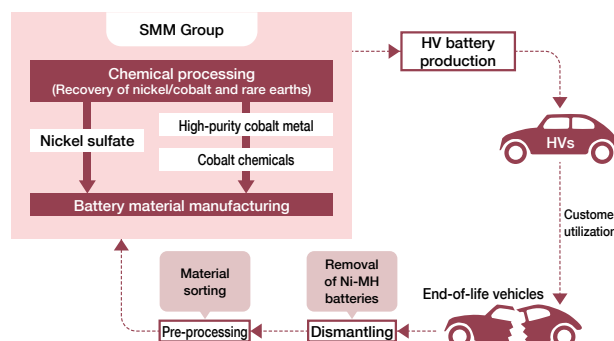 SMM Group
Chemical processing
(Recovery of nickel/cobalt and rare earths)
Nickel sulfate
High-purity cobalt metal
Cobalt chemicals
Battery material manufacturing
HV battery
production
HVs
Custome
utilization
End-of-life vehicles
Removal
of Ni-MH
batteries
Dismantling
Material
sorting
Pre-processing